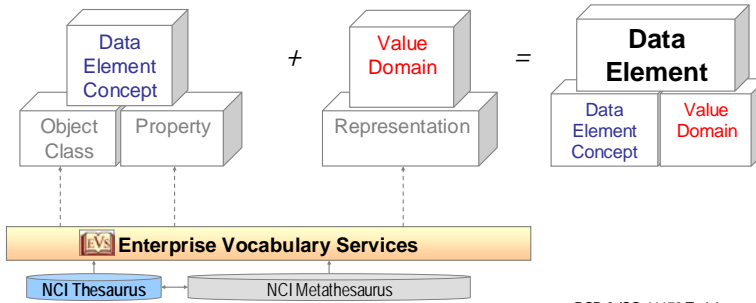 Data
Element
Concept
+
Value
Domain
=
Data
Element
Object
Class
Property
Representation
Data
Element
Concept
Value
Domain
EVS Enterprise Vocabulary Services
NCI Thesaurus
NCI Metathesaurus